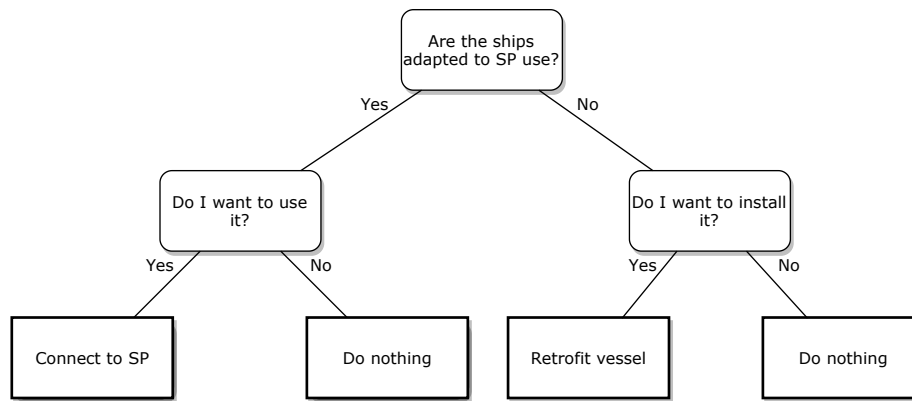 Are the ships
adapted to SP use?
Yes
No
Do I want to use
it?
Do I want to install
it?
Yes
No
Yes
No
Connect to SP
Do nothing
Retrofit vessel
Do nothing